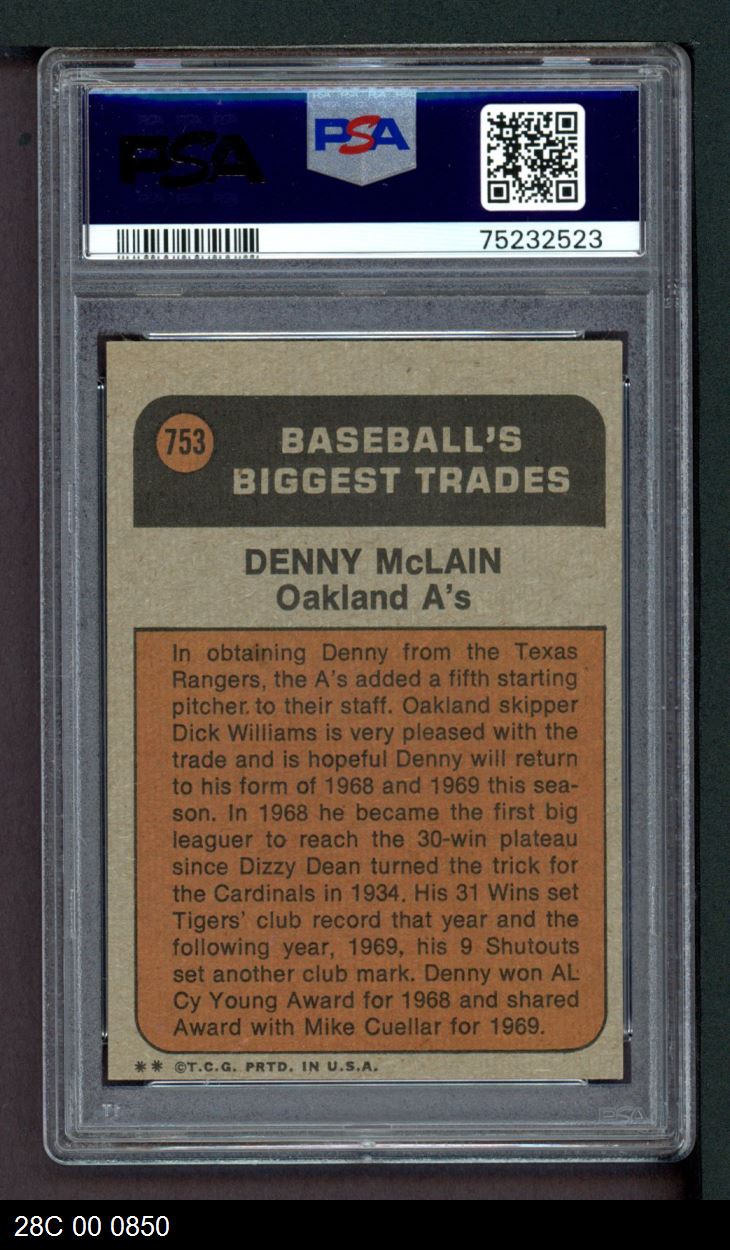 PSA
PSA
75232523
753
BASEBALL'S
BIGGEST TRADES
DENNY McLAIN
Oakland A's
In obtaining Denny from the Texas
Rangers, the A's added a fifth starting
pitcher to their staff. Oakland skipper
Dick Williams is very pleased with the
trade and is hopeful Denny will return
to his form of 1968 and 1969 this sea-
son. In 1968 he became the first big
leaguer to reach the 30-win plateau
since Dizzy Dean turned the trick for
the Cardinals in 1934. His 31 Wins set
Tigers' club record that year and the
following year, 1969, his 9 Shutouts
set another club mark. Denny won AL
Cy Young Award for 1968 and shared
Award with Mike Cuellar for 1969.
** ©T.C.G. PRTD. IN U.S.A.
PSA
28C 00 0850